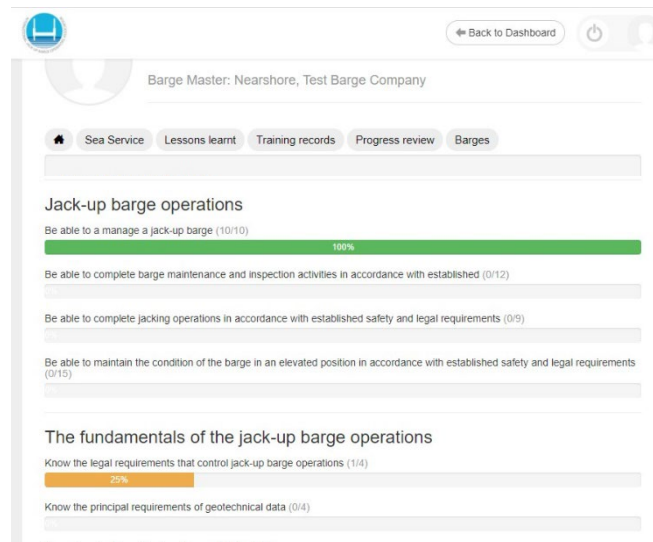 Back to Dashboard
Barge Master: Nearshore, Test Barge Company
Sea Service Lessons learnt Training records Progress review Barges
Jack-up barge operations
Be able to a manage a jack-up barge (10/10)
100%
Be able to complete barge maintenance and inspection activities in accordance with established (0/12)
Be able to complete jacking operations in accordance with established safety and legal requirements (0/9)
Be able to maintain the condition of the barge in an elevated position in accordance with established safety and legal requirements
(0/15)
The fundamentals of the jack-up barge operations
Know the legal requirements that control jack-up barge operations (1/4)
25%
Know the principal requirements of geotechnical data (0/4)